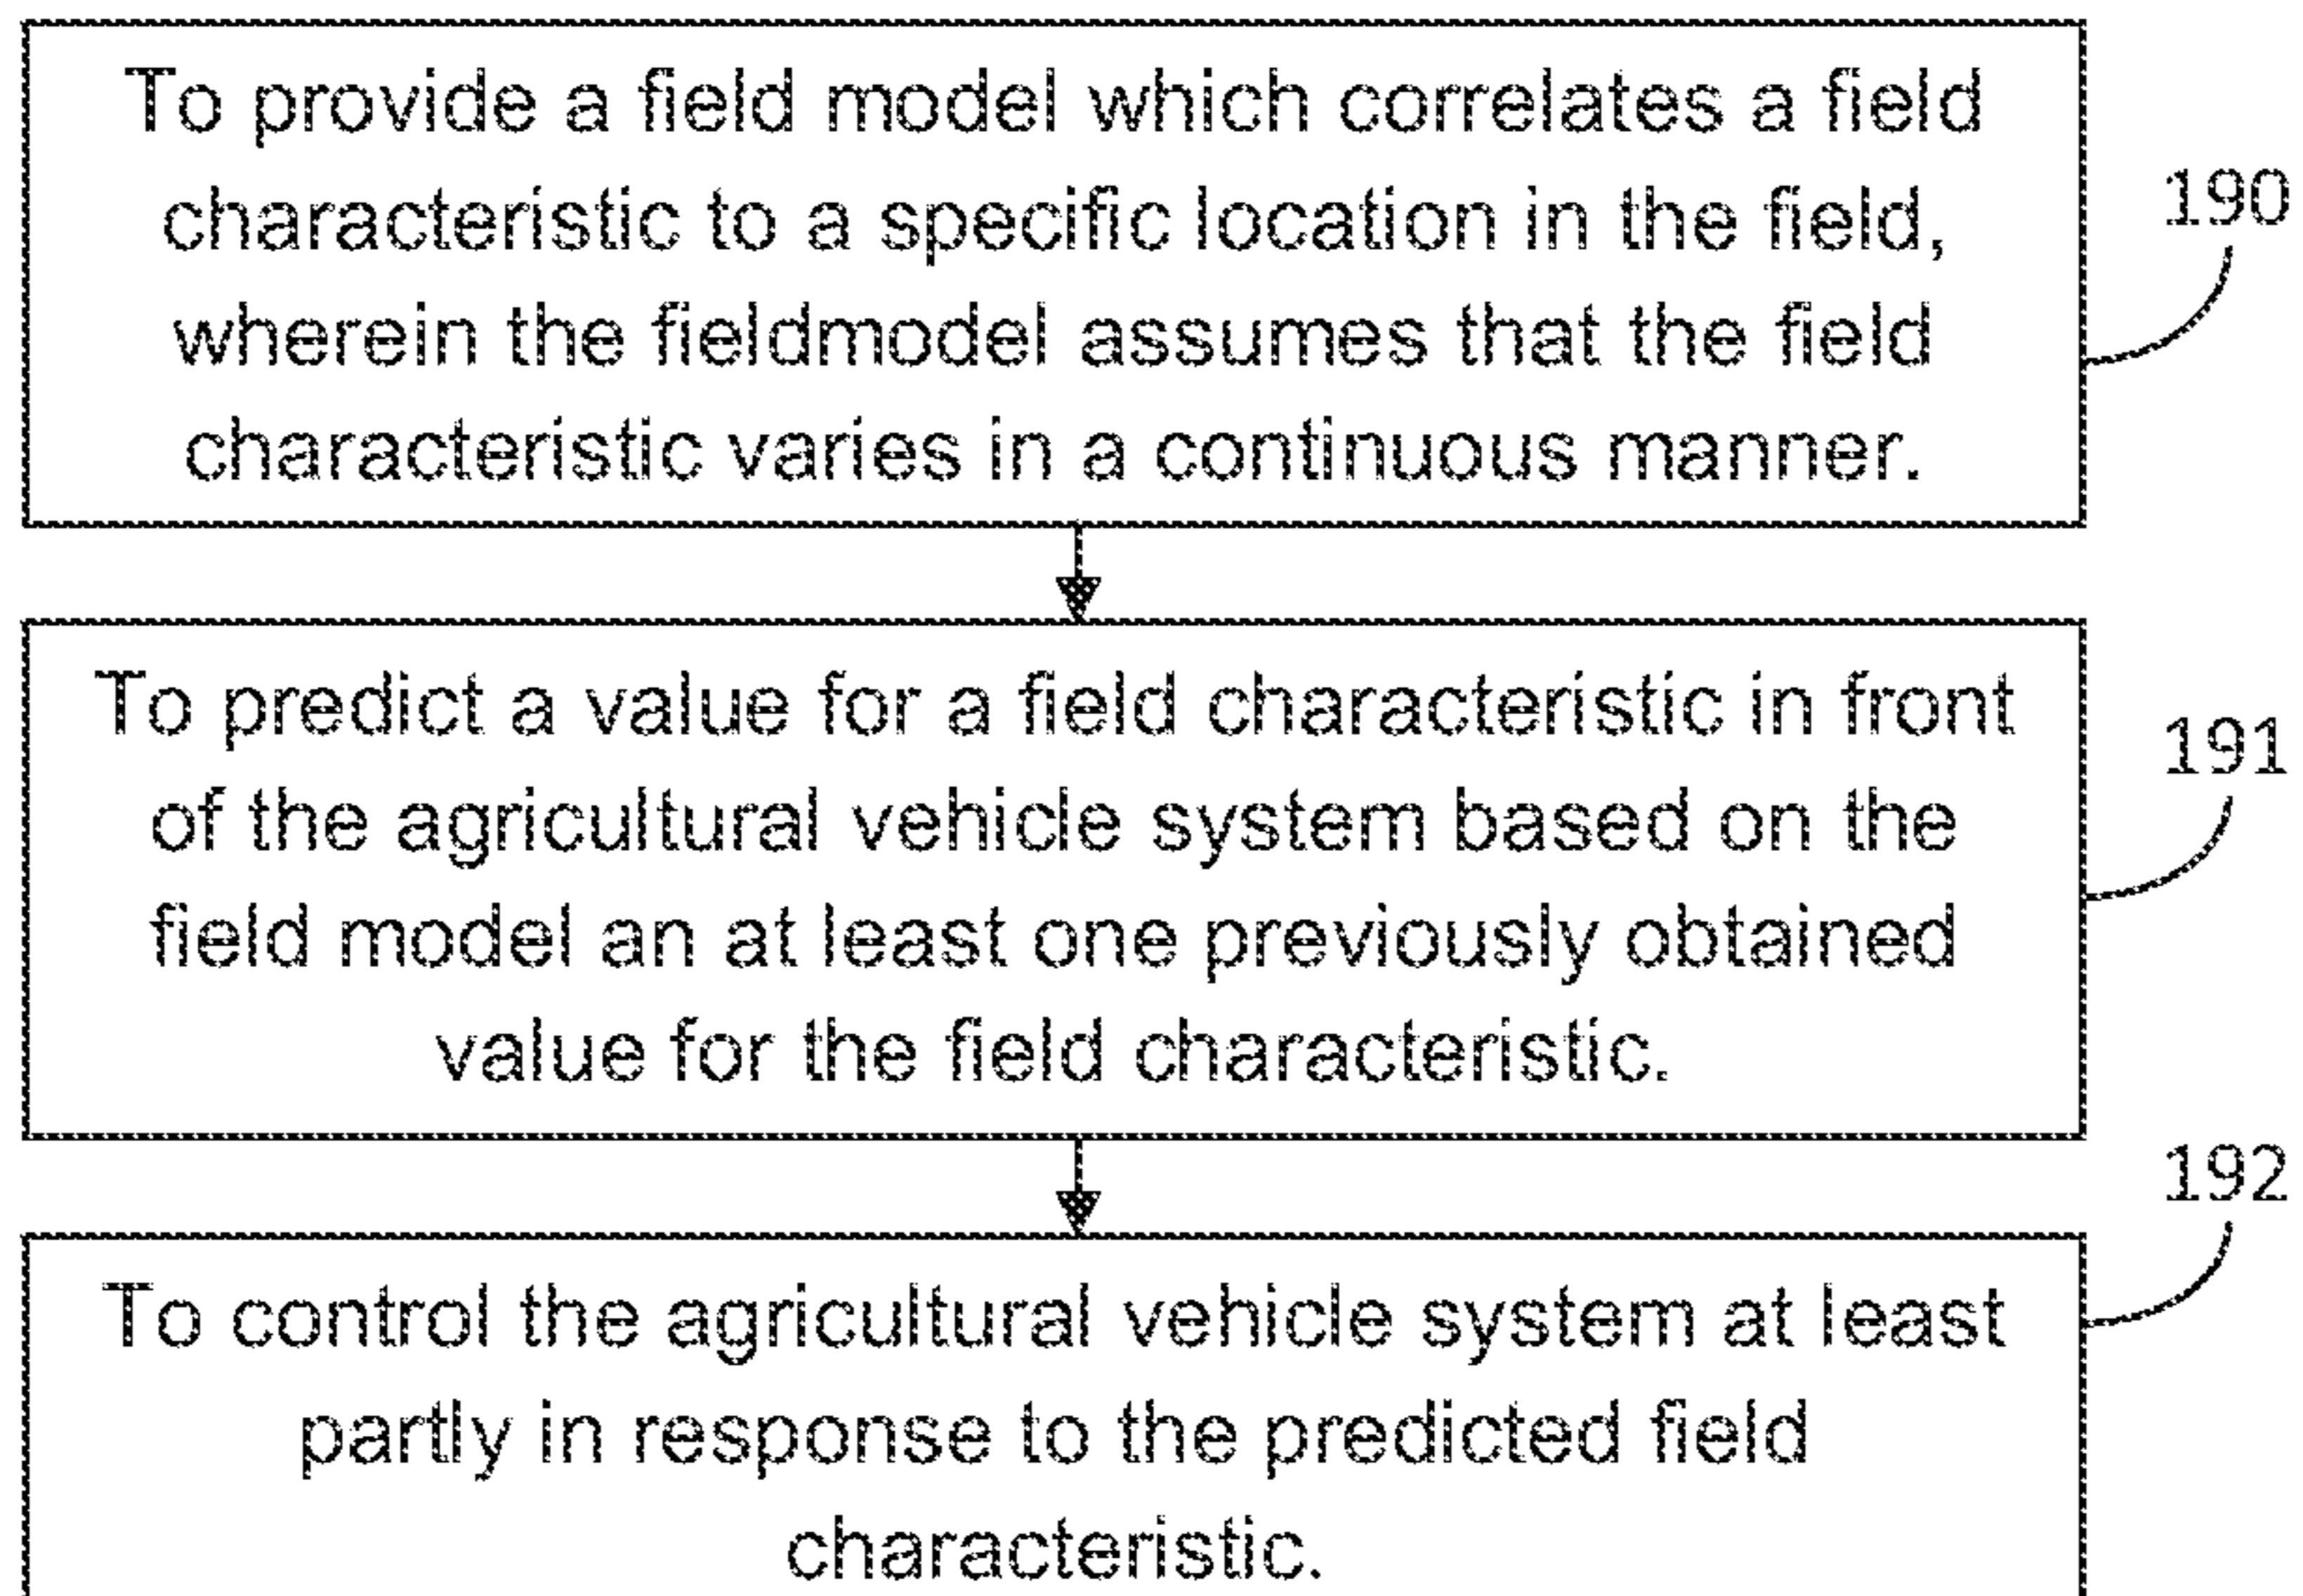 To provide a field model which correlates a field
characteristic to a specific location in the field,
wherein the fieldmodel assumes that the field
characteristic varies in a continuous manner.
190
To predict a value for a field characteristic in front
of the agricultural vehicle system based on the
field model an at least one previously obtained
value for the field characteristic.
191
To control the agricultural vehicle system at least
partly in response to the predicted field
characteristic.
192